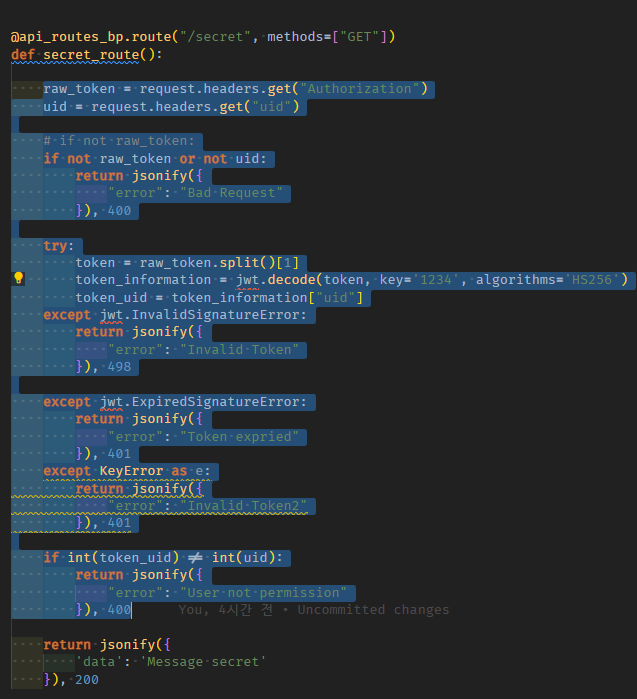 @api_routes_bp.route("/secret", methods=["GET"])
def secret_route():
    raw_token = request.headers.get("Authorization")
    uid = request.headers.get("uid")
    # if not raw_token:
    if not raw_token or not uid:
        return jsonify({
            "error": "Bad Request"
        }), 400
    try:
        token = raw_token.split()[1]
        token_information = jwt.decode(token, key='1234', algorithms='HS256')
        token_uid = token_information["uid"]
    except jwt.InvalidSignatureError:
        return jsonify({
            "error": "Invalid Token"
        }), 498
    except jwt.ExpiredSignatureError:
        return jsonify({
            "error": "Token expried"
        }), 401
    except KeyError as e:
        return jsonify({
            "error": "Invalid Token2"
        }), 401
    if int(token_uid) != int(uid):
        return jsonify({
            "error": "User not permission"
        }), 400 You, 4시간 전 • Uncommitted changes
    return jsonify({
        'data': 'Message secret'
    }), 200